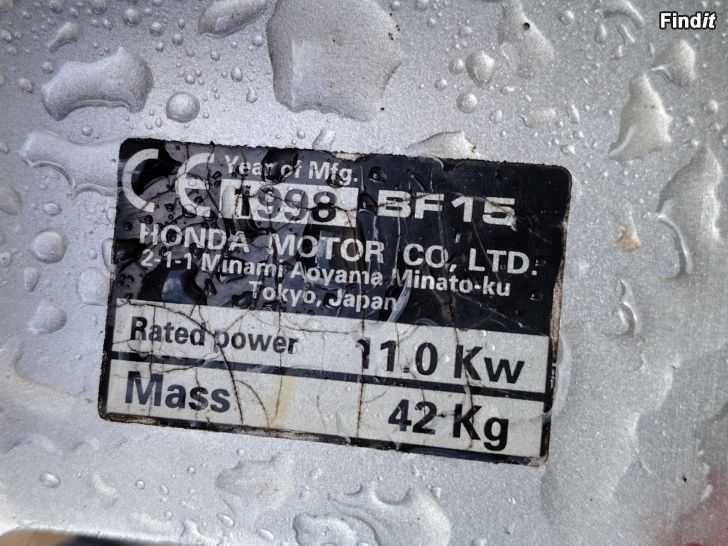 Findit
CE Year of Mfg.
1998 BF15
HONDA MOTOR CO., LTD.
2-1-1 Minami Aoyama Minato-ku
Tokyo, Japan
Rated power 11.0 Kw
Mass 42 Kg